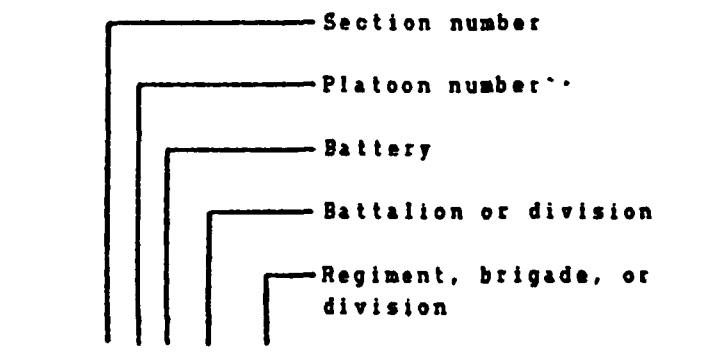 Section number
Platoon number
Battery
Battalion or division
Regiment, brigade, or
division